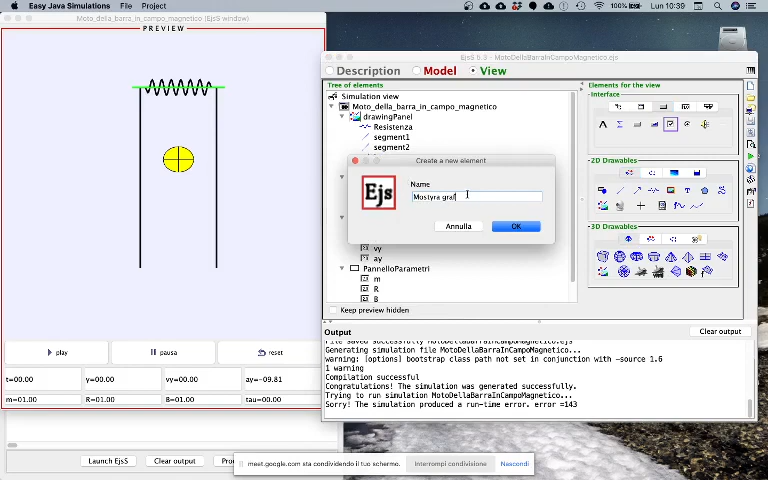 Easy Java Simulations File Project
100% Lun 10:39
Moto_della_barra_in_campo_magnetico (EjsS window)
PREVIEW
play
pausa
reset
t=00.00
y=00.00
vy=00.00
ay=-09.81
m=01.00
R=01.00
B=01.00
tau=00.00
Launch EjsS
Clear output
EjsS 5.3 - MotoDellaBarraInCampoMagnetico.ejs
Description
Model
View
Tree of elements
Simulation view
Moto_della_barra_in_campo_magnetico
drawingPanel
Resistenza
segment1
segment2
vy
ay
PannelloParametri
m
R
B
Keep preview hidden
Elements for the view
Interface
2D Drawables
3D Drawables
Create a new element
Ejs
Name
Mostyra graf
Annulla
OK
Output
Clear output
File saved successfully MotoDellaBarraInCampoMagnetico.ejs
Generating simulation file MotoDellaBarraInCampoMagnetico...
warning: [options] bootstrap class path not set in conjunction with -source 1.6
1 warning
Compilation successful
Congratulations! The simulation was generated successfully.
Trying to run simulation MotoDellaBarraInCampoMagnetico...
Sorry! The simulation produced a run-time error. error =143
meet.google.com sta condividendo il tuo schermo.
Interrompi condivisione
Nascondi